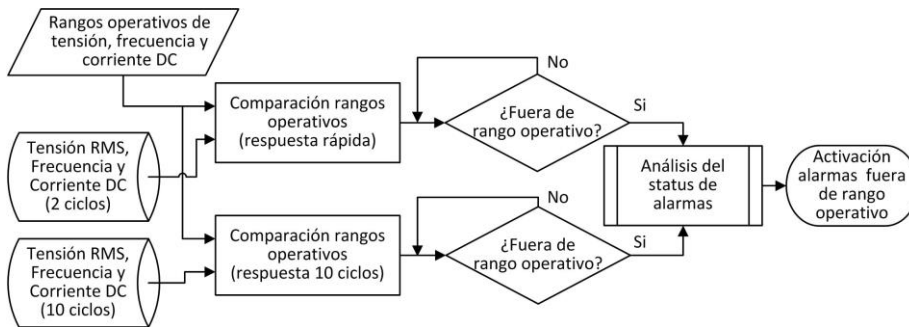 Rangos operativos de
tensión, frecuencia y
corriente DC
Tensión RMS,
Frecuencia y
Corriente DC
(2 ciclos)
Tensión RMS,
Frecuencia y
Corriente DC
(10 ciclos)
Comparación rangos
operativos
(respuesta rápida)
Comparación rangos
operativos
(respuesta 10 ciclos)
No
¿Fuera de
rango operativo?
Si
No
¿Fuera de
rango operativo?
Si
Análisis del
status de
alarmas
Activación
alarmas fuera
de rango
operativo